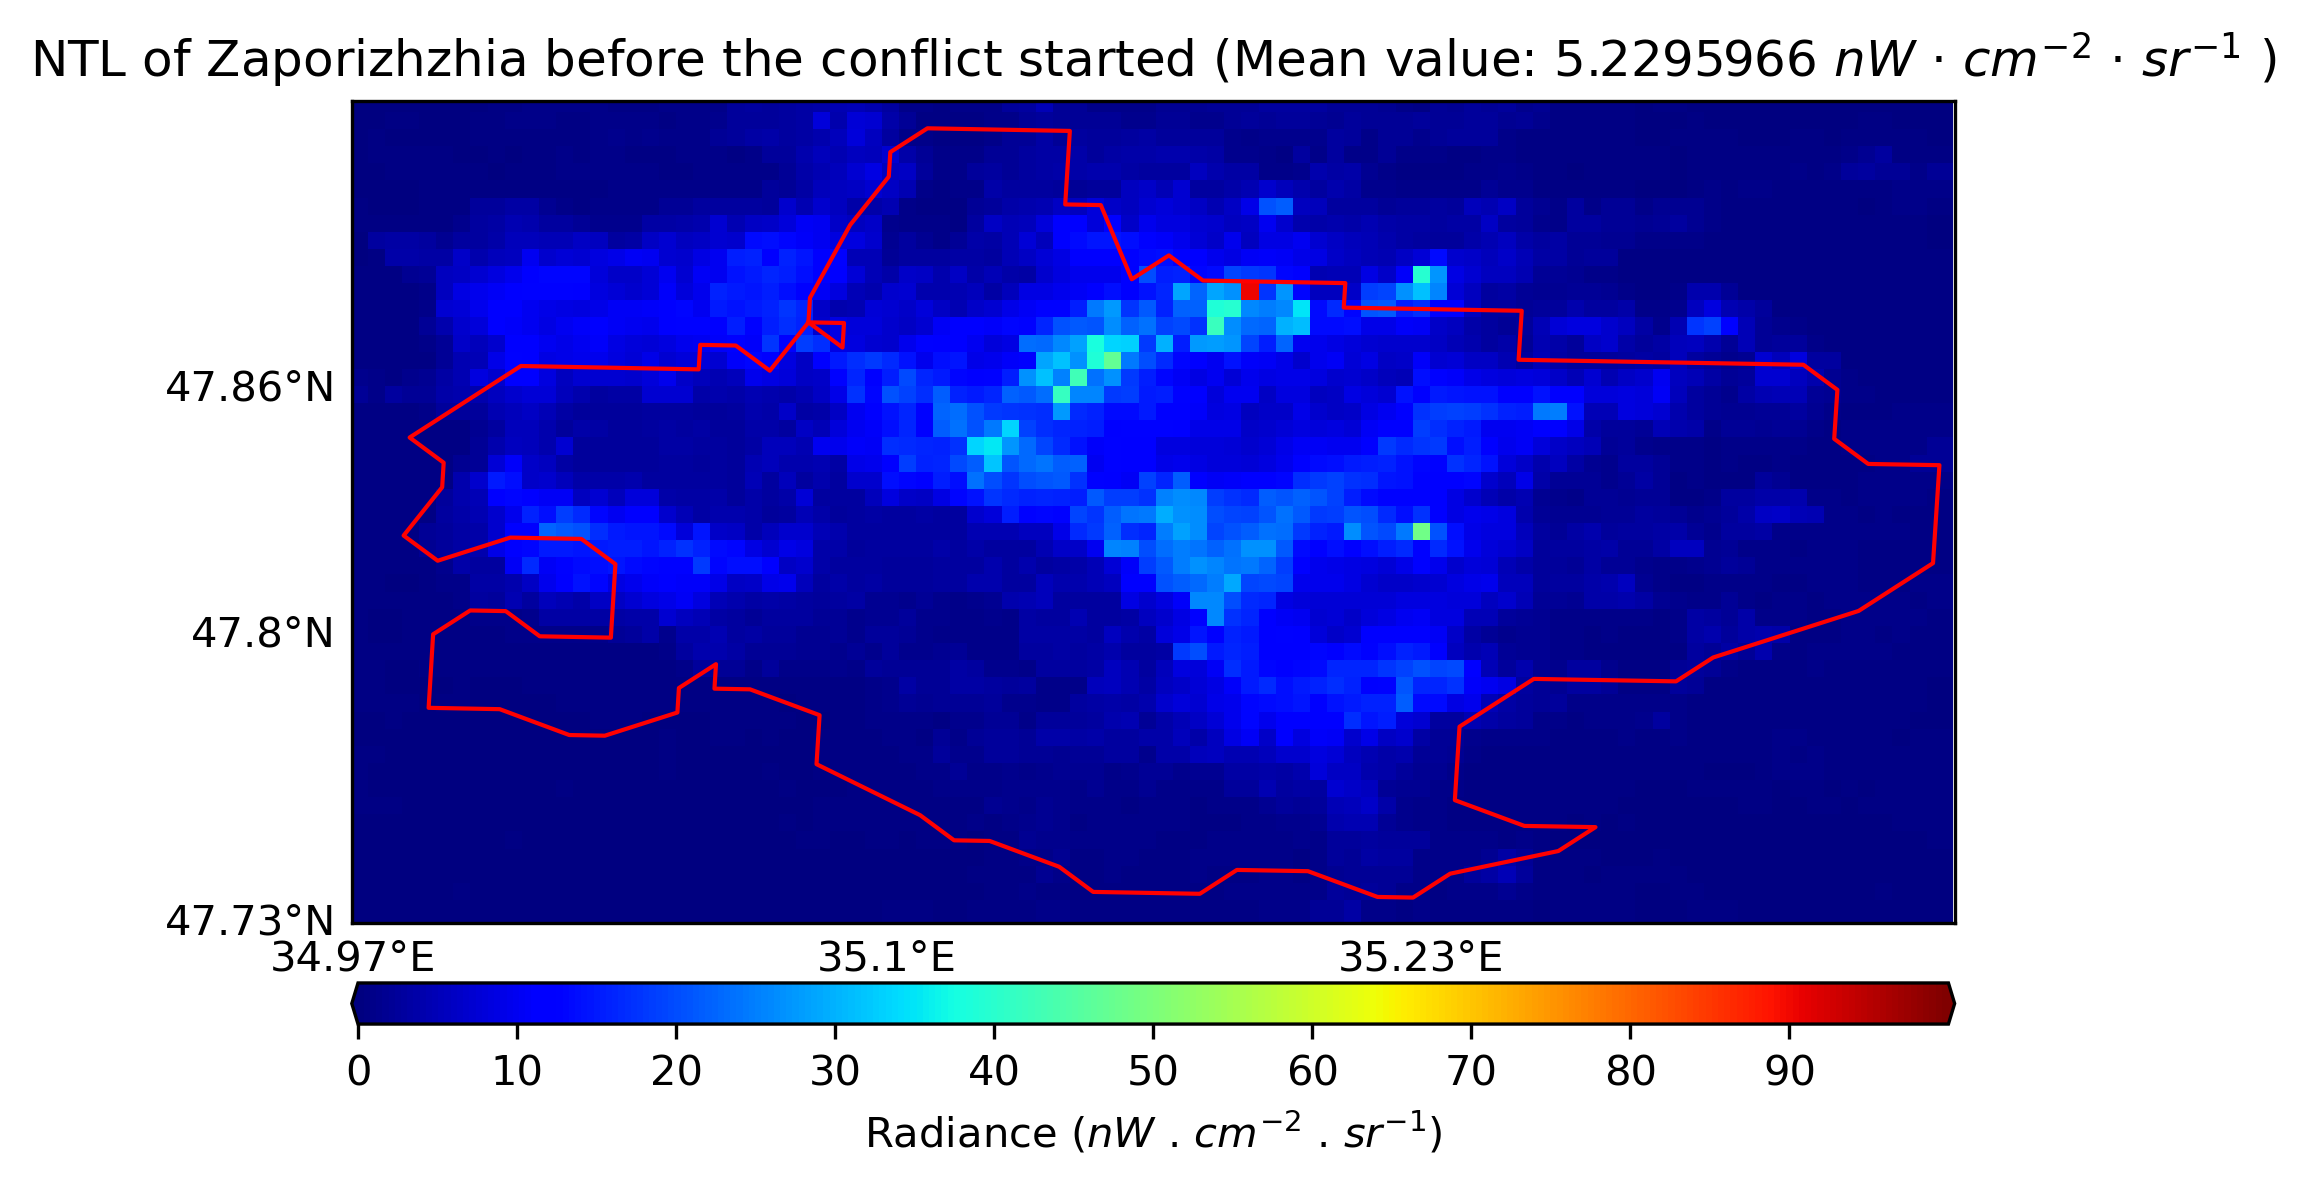 NTL of Zaporizhzhia before the conflict started (Mean value: 5.2295966 nW · cm⁻² · sr⁻¹ )
47.86°N
47.8°N
47.73°N
34.97°E 35.1°E 35.23°E
0 10 20 30 40 50 60 70 80 90
Radiance (nW . cm⁻² . sr⁻¹)